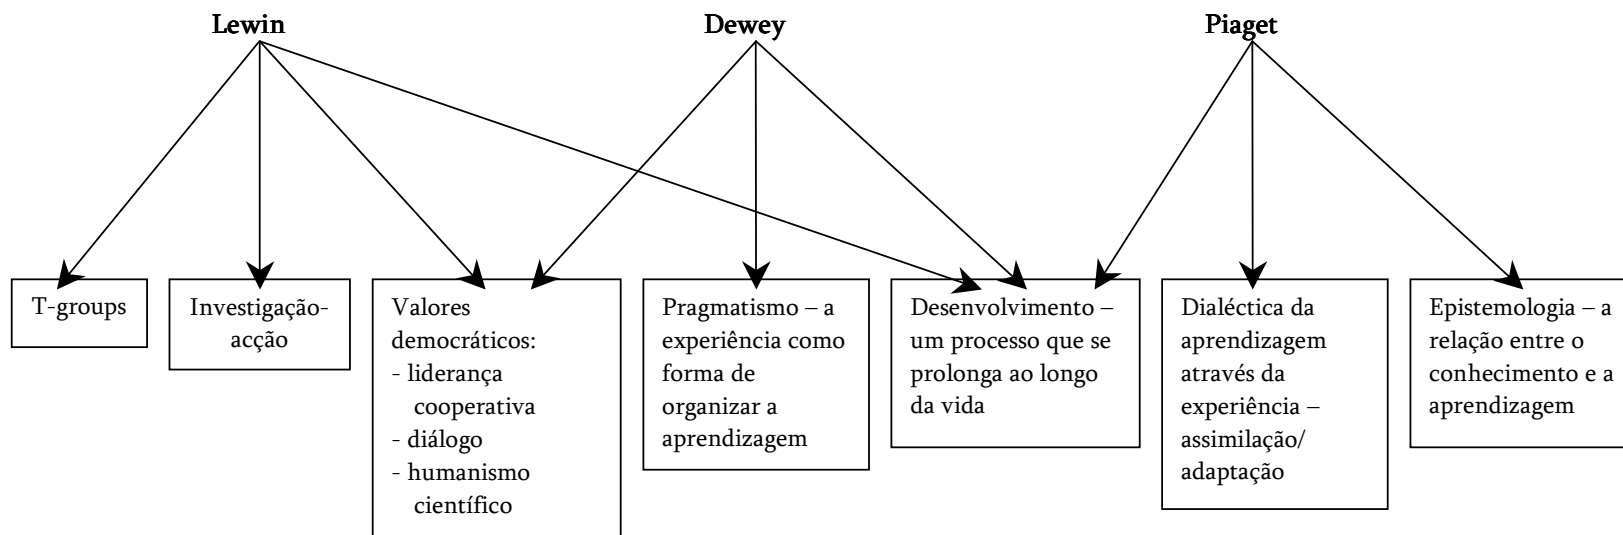 Lewin
Dewey
Piaget
T-groups
Investigação-
acção
Valores
democráticos:
- liderança
cooperativa
- diálogo
- humanismo
científico
Pragmatismo – a
experiência como
forma de
organizar a
aprendizagem
Desenvolvimento –
um processo que se
prolonga ao longo
da vida
Dialéctica da
aprendizagem
através da
experiência –
assimilação/
adaptação
Epistemologia – a
relação entre o
conhecimento e a
aprendizagem